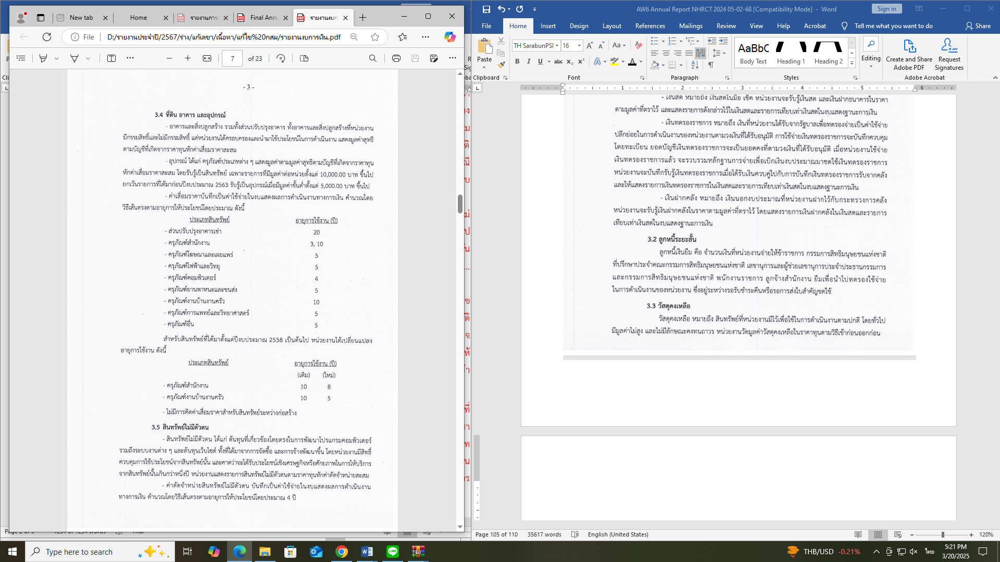 New tab
Home
รายงานการ
Final Annu
รายงานงบก
File
D:/รายงานประจำปี/2567/ร่าง/แก้เลขา/เนื้อหา/แก้ไข%20กสม/รายงานงบการเงิน.pdf
7 of 23
- 3 -
3.4 ที่ดิน อาคาร และอุปกรณ์
- อาคารและสิ่งปลูกสร้าง รวมทั้งส่วนปรับปรุงอาคาร ทั้งอาคารและสิ่งปลูกสร้างที่หน่วยงาน
มีกรรมสิทธิ์และไม่มีกรรมสิทธิ์ แต่หน่วยงานได้ครอบครองและนำมาใช้ประโยชน์ในการดำเนินงาน แสดงมูลค่าสุทธิ
ตามบัญชีที่เกิดจากราคาทุนหักค่าเสื่อมราคาสะสม
- อุปกรณ์ ได้แก่ ครุภัณฑ์ประเภทต่าง ๆ แสดงมูลค่าตามมูลค่าสุทธิตามบัญชีที่เกิดจากราคาทุน
หักค่าเสื่อมราคาสะสม โดยรับรู้เป็นสินทรัพย์ เฉพาะรายการที่มีมูลค่าต่อหน่วยตั้งแต่ 10,000.00 บาท ขึ้นไป
ยกเว้นรายการที่ได้มาก่อนปีงบประมาณ 2563 รับรู้เป็นอุปกรณ์เมื่อมีมูลค่าขั้นต่ำตั้งแต่ 5,000.00 บาท ขึ้นไป
- ค่าเสื่อมราคาบันทึกเป็นค่าใช้จ่ายในงบแสดงผลการดำเนินงานทางการเงิน คำนวณโดย
วิธีเส้นตรงตามอายุการให้ประโยชน์โดยประมาณ ดังนี้
ประเภทสินทรัพย์ อายุการใช้งาน (ปี)
- ส่วนปรับปรุงอาคารเช่า 20
- ครุภัณฑ์สำนักงาน 3, 10
- ครุภัณฑ์โฆษณาและเผยแพร่ 5
- ครุภัณฑ์ไฟฟ้าและวิทยุ 5
- ครุภัณฑ์คอมพิวเตอร์ 4
- ครุภัณฑ์ยานพาหนะและขนส่ง 5
- ครุภัณฑ์งานบ้านงานครัว 10
- ครุภัณฑ์การแพทย์และวิทยาศาสตร์ 5
- ครุภัณฑ์อื่น 5
สำหรับสินทรัพย์ที่ได้มาตั้งแต่ปีงบประมาณ 2558 เป็นต้นไป หน่วยงานได้เปลี่ยนแปลง
อายุการใช้งาน ดังนี้
ประเภทสินทรัพย์ อายุการใช้งาน (ปี)
(เดิม) (ใหม่)
- ครุภัณฑ์สำนักงาน 10 8
- ครุภัณฑ์งานบ้านงานครัว 10 5
- ไม่มีการคิดค่าเสื่อมราคาสำหรับสินทรัพย์ระหว่างก่อสร้าง
3.5 สินทรัพย์ไม่มีตัวตน
- สินทรัพย์ไม่มีตัวตน ได้แก่ ต้นทุนที่เกี่ยวข้องโดยตรงในการพัฒนาโปรแกรมคอมพิวเตอร์
รวมถึงระบบงานต่าง ๆ และต้นทุนเว็บไซต์ ทั้งที่ได้มาจากการจัดซื้อ และการจ้างพัฒนาขึ้น โดยหน่วยงานมีสิทธิ์
ควบคุมการใช้ประโยชน์จากสินทรัพย์นั้น และคาดว่าจะได้รับประโยชน์เชิงเศรษฐกิจหรือศักยภาพในการให้บริการ
จากสินทรัพย์นั้นเกินกว่าหนึ่งปี หน่วยงานแสดงรายการสินทรัพย์ไม่มีตัวตนตามราคาทุนหักค่าตัดจำหน่ายสะสม
- ค่าตัดจำหน่ายสินทรัพย์ไม่มีตัวตน บันทึกเป็นค่าใช้จ่ายในงบแสดงผลการดำเนินงาน
ทางการเงิน คำนวณโดยวิธีเส้นตรงตามอายุการให้ประโยชน์โดยประมาณ 4 ปี
AW6 Annual Report NHRCT 2024 05-02-68 [Compatibility Mode] - Word
Sign in
File Home Insert Design Layout References Mailings Review View Help Acrobat Tell me what you want to do Share
Paste
TH SarabunPSI 16
AaBbC
Body Text Heading 1 Heading 2
Editing
Create and Share Adobe PDF
Request Signatures
Clipboard Font Paragraph Styles Adobe Acrobat
1 2 3 4 5 6
- เงินสด หมายถึง เงินสดในมือ เช็ค หน่วยงานจะรับรู้เงินสด และเงินฝากธนาคารในราคา
ตามมูลค่าที่ตราไว้ และแสดงรายการดังกล่าวไว้ในเงินสดและรายการเทียบเท่าเงินสดในงบแสดงฐานะการเงิน
- เงินทดรองราชการ หมายถึง เงินที่หน่วยงานได้รับจากรัฐบาลเพื่อทดรองจ่ายเป็นค่าใช้จ่าย
ปลีกย่อยในการดำเนินงานของหน่วยงานตามวงเงินที่ได้รับอนุมัติ การใช้จ่ายเงินทดรองราชการจะบันทึกควบคุม
โดยทะเบียน ยอดบัญชีเงินทดรองราชการจะเป็นยอดคงที่ตามวงเงินที่ได้รับอนุมัติ เมื่อหน่วยงานใช้จ่าย
เงินทดรองราชการแล้ว จะรวบรวมหลักฐานการจ่ายเพื่อเบิกเงินงบประมาณมาชดใช้เงินทดรองราชการ
หน่วยงานจะบันทึกรับรู้เงินทดรองราชการเมื่อได้รับเงินควบคู่ไปกับการบันทึกเงินทดรองราชการรับจากคลัง
และให้แสดงรายการเงินทดรองราชการในเงินสดและรายการเทียบเท่าเงินสดในงบแสดงฐานะการเงิน
- เงินฝากคลัง หมายถึง เงินนอกงบประมาณที่หน่วยงานฝากไว้กับกระทรวงการคลัง
หน่วยงานจะรับรู้เงินฝากคลังในราคาตามมูลค่าที่ตราไว้ โดยแสดงรายการเงินฝากคลังในเงินสดและรายการ
เทียบเท่าเงินสดในงบแสดงฐานะการเงิน
3.2 ลูกหนี้ระยะสั้น
ลูกหนี้เงินยืม คือ จำนวนเงินที่หน่วยงานจ่ายให้ข้าราชการ กรรมการสิทธิมนุษยชนแห่งชาติ
ที่ปรึกษาประจำคณะกรรมการสิทธิมนุษยชนแห่งชาติ เลขานุการและผู้ช่วยเลขานุการประจำประธานกรรมการ
และกรรมการสิทธิมนุษยชนแห่งชาติ พนักงานราชการ ลูกจ้างสำนักงาน ยืมเพื่อนำไปทดรองใช้จ่าย
ในการดำเนินงานของหน่วยงาน ซึ่งอยู่ระหว่างรอรับชำระคืนหรือรอการส่งใบสำคัญชดใช้
3.3 วัสดุคงเหลือ
วัสดุคงเหลือ หมายถึง สินทรัพย์ที่หน่วยงานมีไว้เพื่อใช้ในการดำเนินงานตามปกติ โดยทั่วไป
มีมูลค่าไม่สูง และไม่มีลักษณะคงทนถาวร หน่วยงานวัดมูลค่าวัสดุคงเหลือในราคาทุนตามวิธีเข้าก่อนออกก่อน
Page 105 of 110 35617 words English (United States) 120%
Type here to search
THB/USD -0.21%
ไทย
5:21 PM
3/20/2025